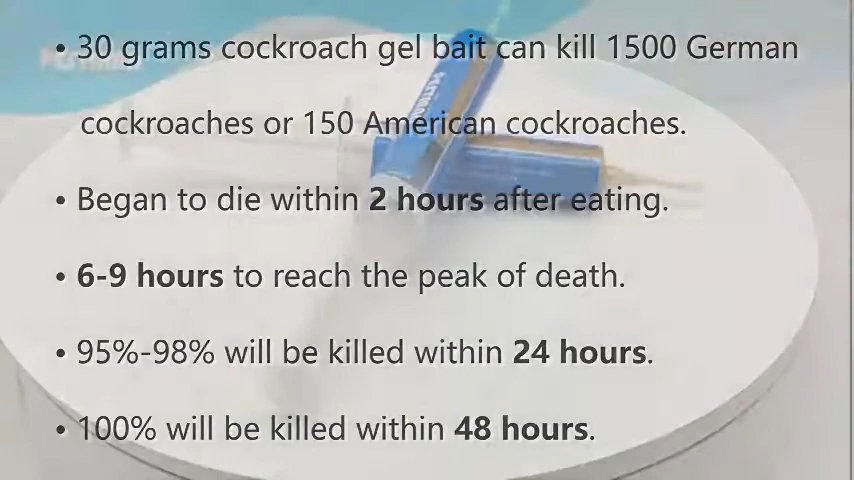 • 30 grams cockroach gel bait can kill 1500 German
cockroaches or 150 American cockroaches.
• Began to die within 2 hours after eating.
• 6-9 hours to reach the peak of death.
• 95%-98% will be killed within 24 hours.
• 100% will be killed within 48 hours.